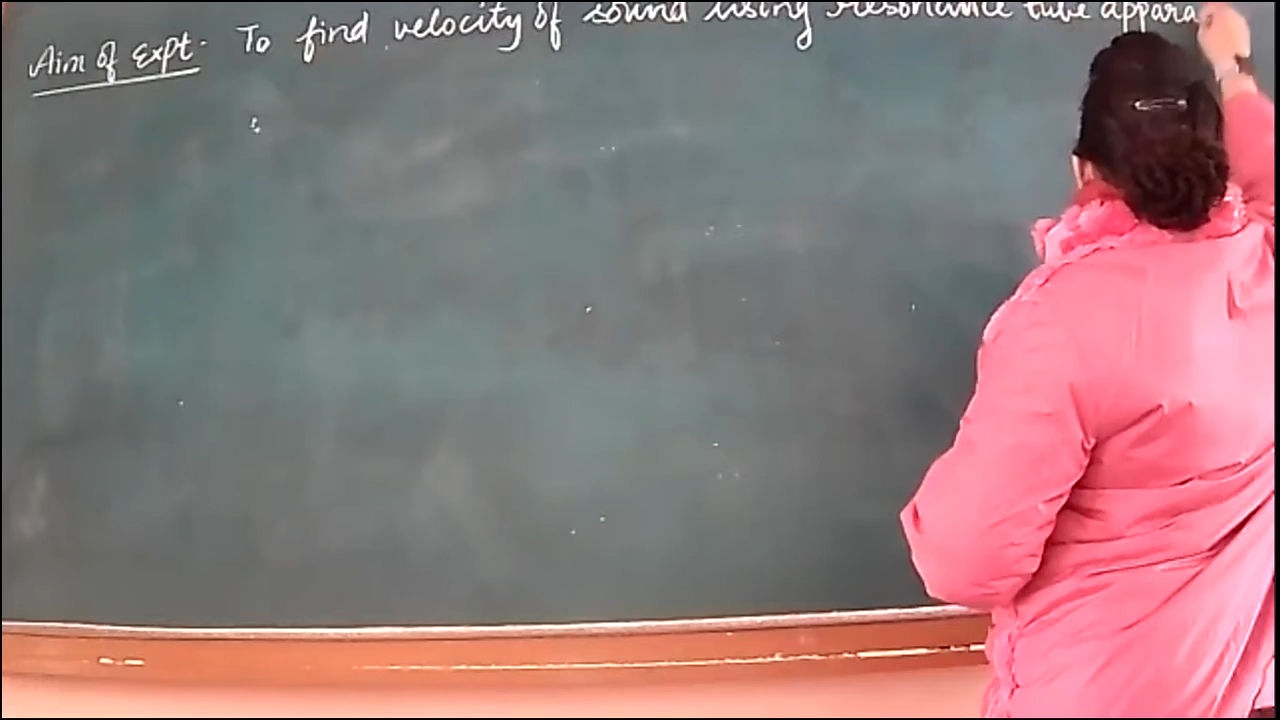 Aim of Expt- To find velocity of sound using resonance tube appara